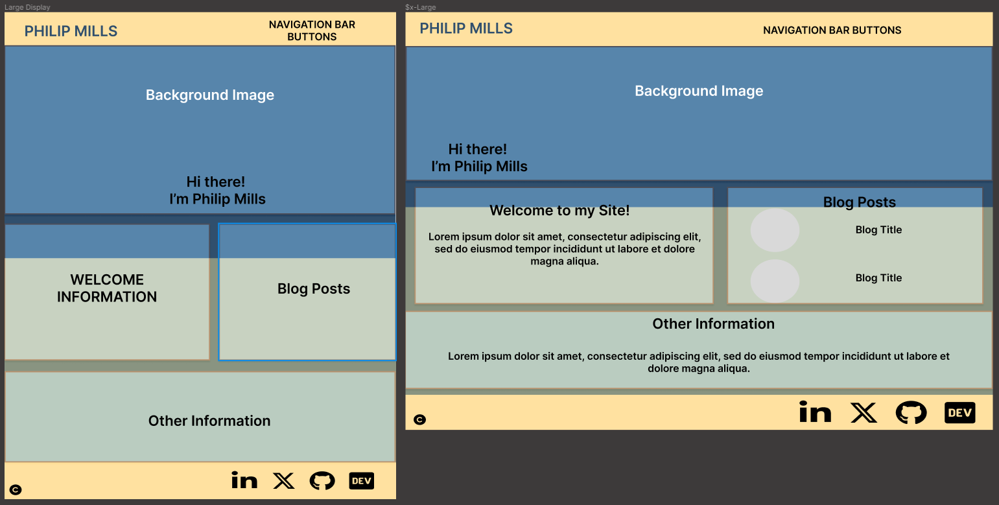 Large Display
PHILIP MILLS
NAVIGATION BAR
BUTTONS
Background Image
Hi there!
I’m Philip Mills
WELCOME
INFORMATION
Blog Posts
Other Information
C
in
X
DEV
$x-Large
PHILIP MILLS
NAVIGATION BAR BUTTONS
Background Image
Hi there!
I’m Philip Mills
Welcome to my Site!
Lorem ipsum dolor sit amet, consectetur adipiscing elit,
sed do eiusmod tempor incididunt ut labore et dolore
magna aliqua.
Blog Posts
Blog Title
Blog Title
Other Information
Lorem ipsum dolor sit amet, consectetur adipiscing elit, sed do eiusmod tempor incididunt ut labore et
dolore magna aliqua.
C
in
X
DEV